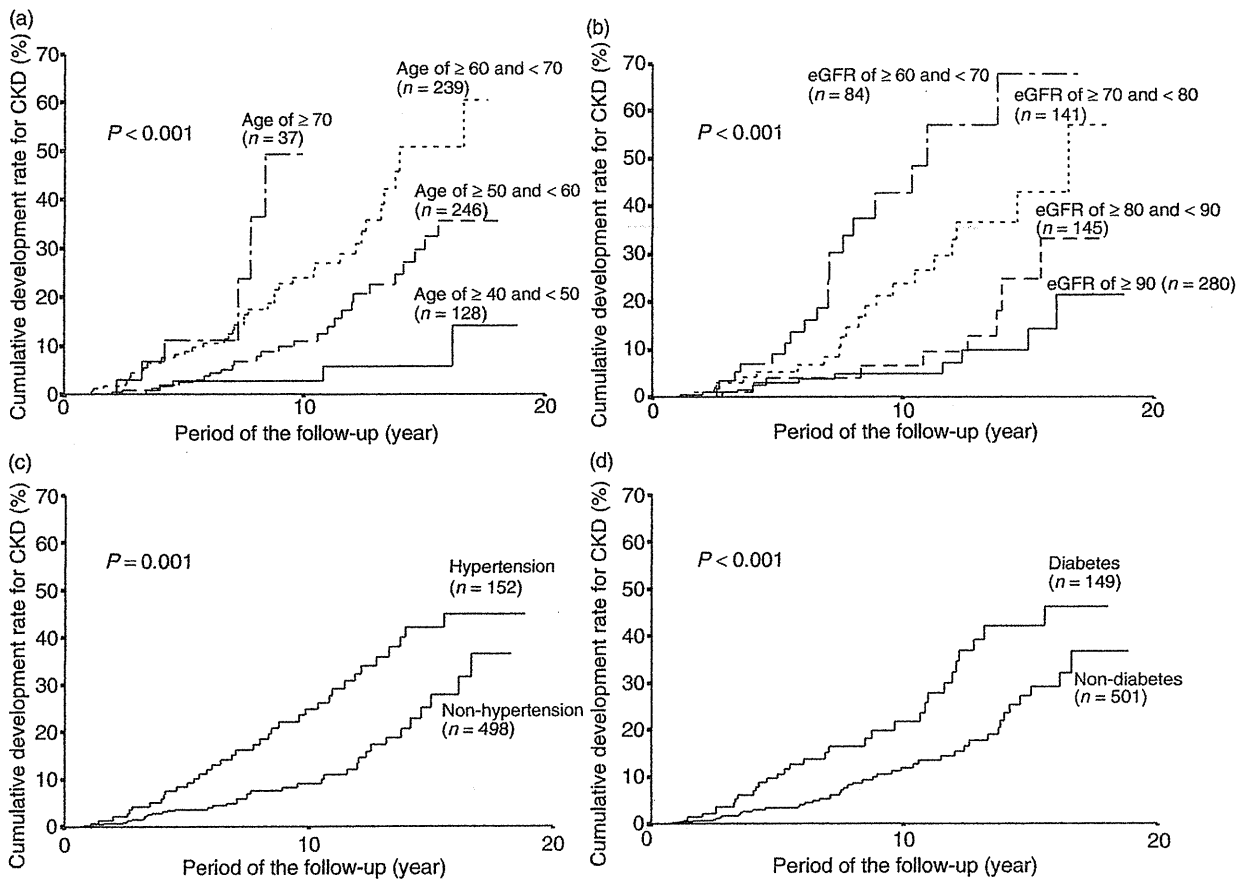 (a)
Cumulative development rate for CKD (%)
70
60
50
40
30
20
10
0
P < 0.001
Age of ≥ 70
(n = 37)
Age of ≥ 60 and < 70
(n = 239)
Age of ≥ 50 and < 60
(n = 246)
Age of ≥ 40 and < 50
(n = 128)
0
10
20
Period of the follow-up (year)
(b)
Cumulative development rate for CKD (%)
70
60
50
40
30
20
10
0
P < 0.001
eGFR of ≥ 60 and < 70
(n = 84)
eGFR of ≥ 70 and < 80
(n = 141)
eGFR of ≥ 80 and < 90
(n = 145)
eGFR of ≥ 90 (n = 280)
0
10
20
Period of the follow-up (year)
(c)
Cumulative development rate for CKD (%)
70
60
50
40
30
20
10
0
P = 0.001
Hypertension
(n = 152)
Non-hypertension
(n = 498)
0
10
20
Period of the follow-up (year)
(d)
Cumulative development rate for CKD (%)
70
60
50
40
30
20
10
0
P < 0.001
Diabetes
(n = 149)
Non-diabetes
(n = 501)
0
10
20
Period of the follow-up (year)